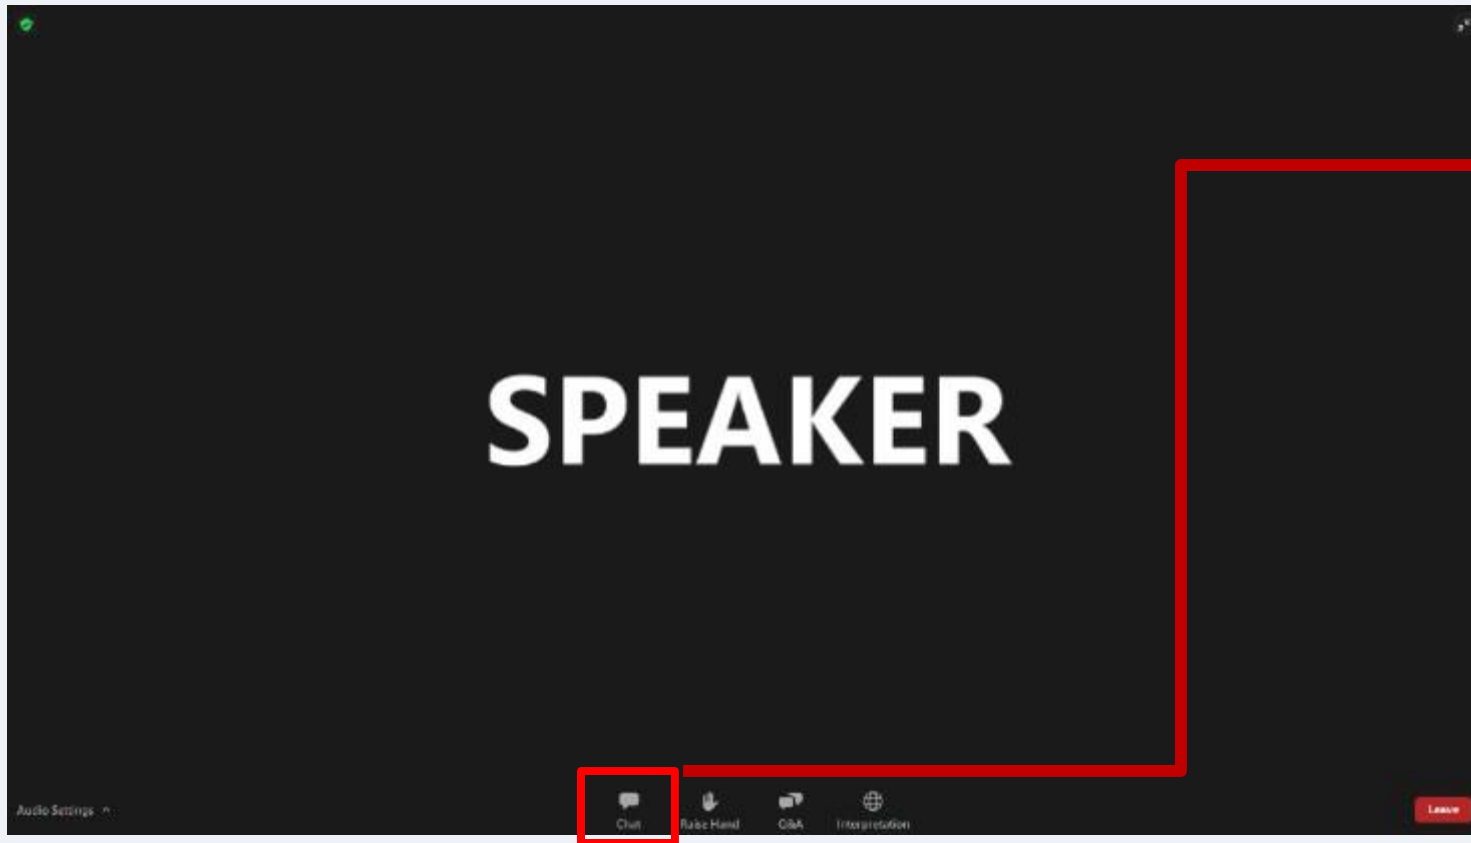 SPEAKER
Audio Settings
Chat
Raise Hand
Q&A
Interpretation
Leave